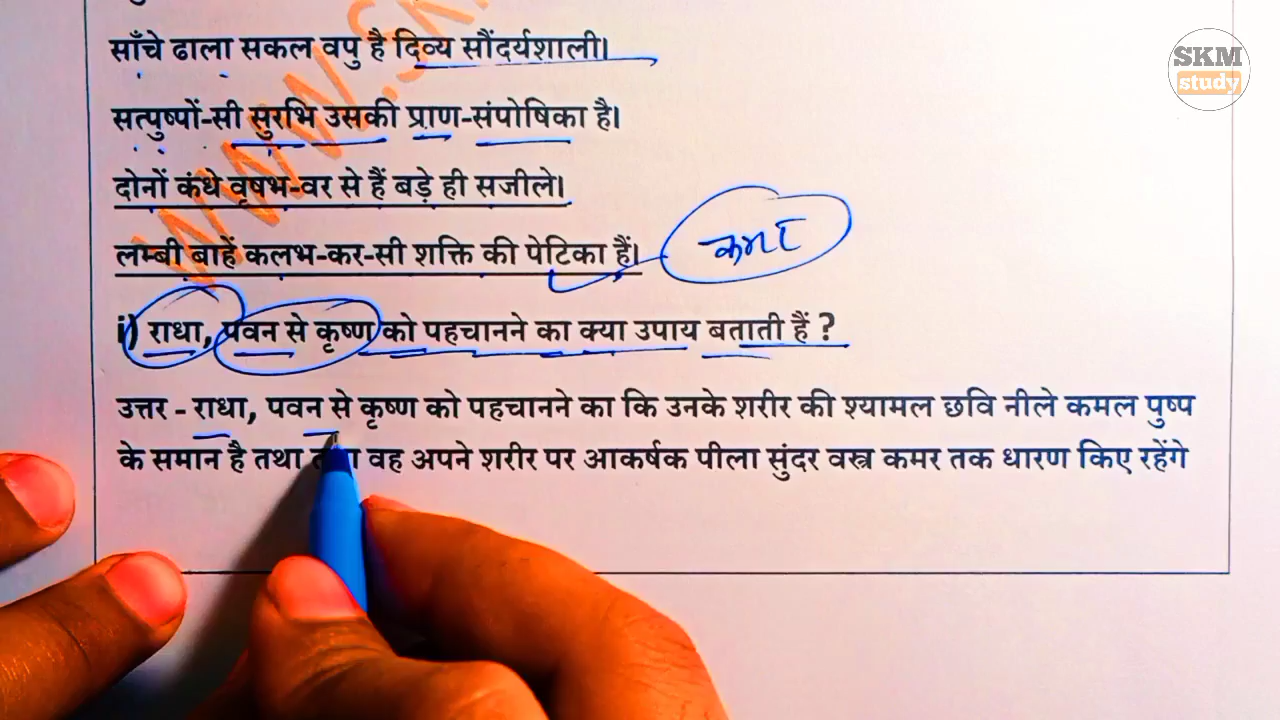 SKM
study
साँचे ढाला सकल वपु है दिव्य सौंदर्यशाली।
सत्पुष्पों-सी सुरभि उसकी प्राण-संपोषिका है।
दोनों कंधे वृषभ-वर से हैं बड़े ही सजीले।
लम्बी बाहें कलभ-कर-सी शक्ति की पेटिका हैं।
कमर
i) राधा, पवन से कृष्ण को पहचानने का क्या उपाय बताती हैं ?
उत्तर - राधा, पवन से कृष्ण को पहचानने का कि उनके शरीर की श्यामल छवि नीले कमल पुष्प
के समान है तथा वह अपने शरीर पर आकर्षक पीला सुंदर वस्त्र कमर तक धारण किए रहेंगे